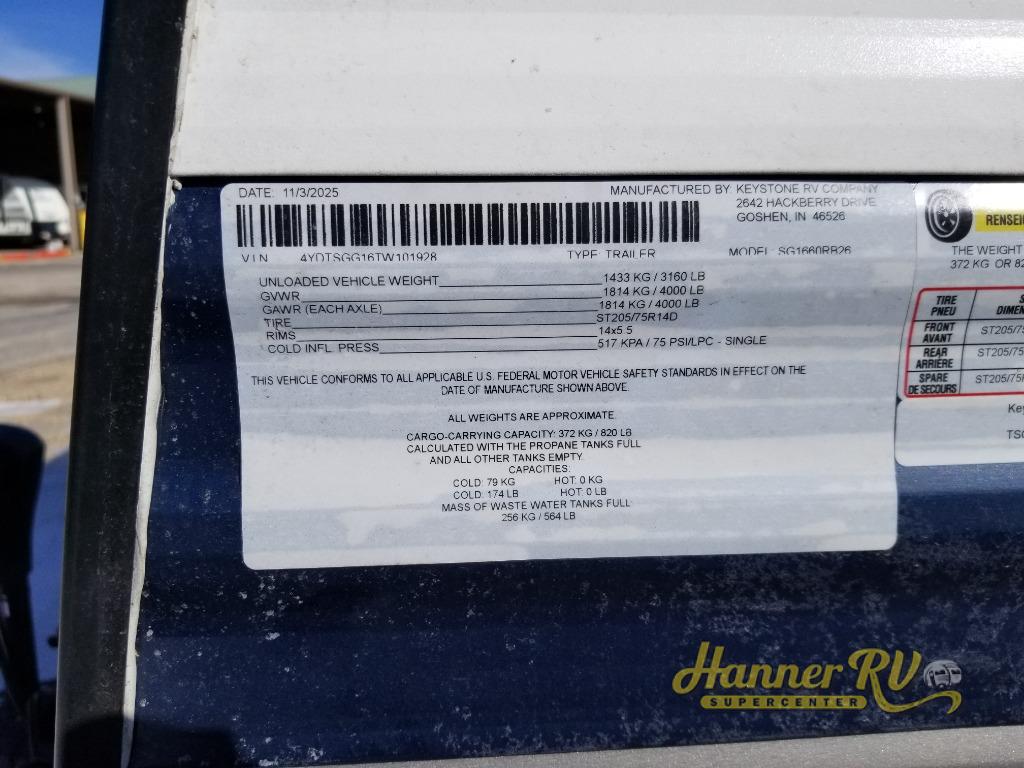 DATE: 11/3/2025
MANUFACTURED BY: KEYSTONE RV COMPANY
2642 HACKBERRY DRIVE
GOSHEN, IN 46526
VIN 4YDTSGG16TW101928 TYPE: TRAILER MODEL: SG1660RB26
UNLOADED VEHICLE WEIGHT 1433 KG / 3160 LB
GVWR 1814 KG / 4000 LB
GAWR (EACH AXLE) 1814 KG / 4000 LB
TIRE ST205/75R14D
RIMS 14x5.5
COLD INFL. PRESS. 517 KPA / 75 PSI/LPC - SINGLE
THIS VEHICLE CONFORMS TO ALL APPLICABLE U.S. FEDERAL MOTOR VEHICLE SAFETY STANDARDS IN EFFECT ON THE
DATE OF MANUFACTURE SHOWN ABOVE.
ALL WEIGHTS ARE APPROXIMATE.
CARGO-CARRYING CAPACITY: 372 KG / 820 LB
CALCULATED WITH THE PROPANE TANKS FULL
AND ALL OTHER TANKS EMPTY.
CAPACITIES:
COLD: 79 KG HOT: 0 KG
COLD: 174 LB HOT: 0 LB
MASS OF WASTE WATER TANKS FULL:
256 KG / 564 LB
RENSEI
THE WEIGHT
372 KG OR 82
TIRE
PNEU
DIMEN
FRONT
AVANT
ST205/75
REAR
ARRIÈRE
ST205/75
SPARE
DE SECOURS
ST205/75R
Key
TSG
Hanner RV
SUPERCENTER